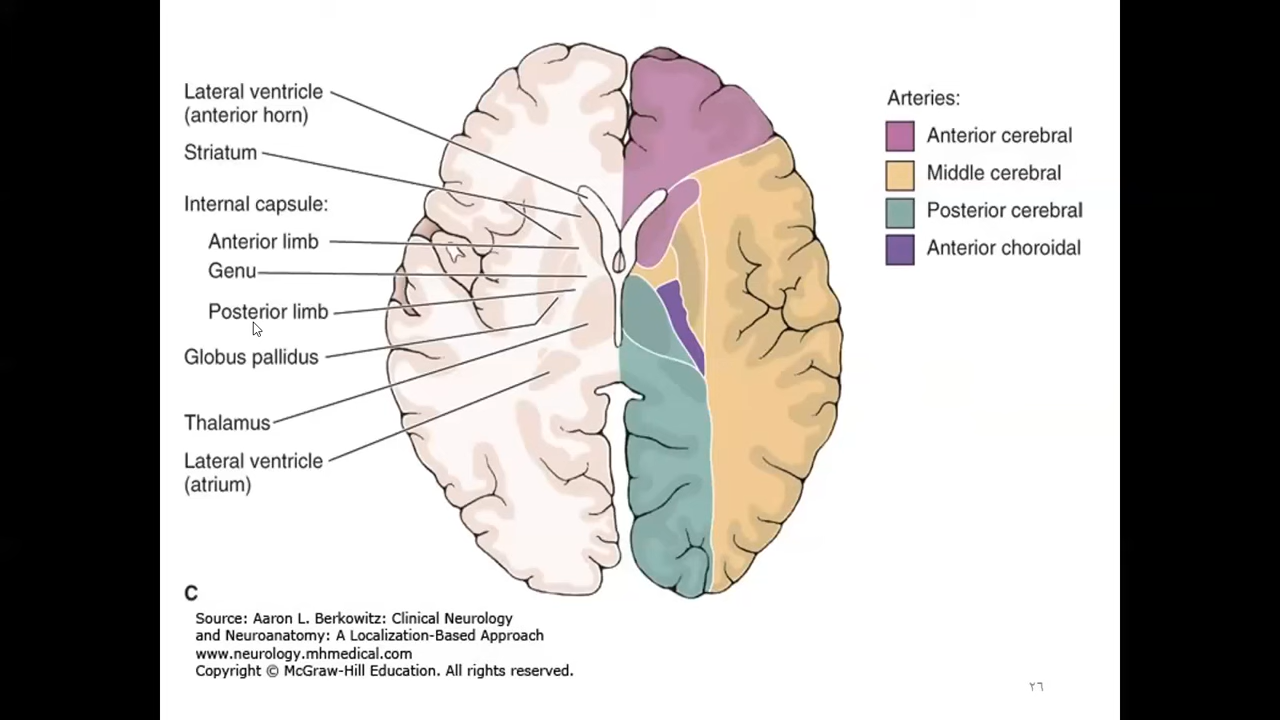 Lateral ventricle
(anterior horn)
Striatum
Internal capsule:
Anterior limb
Genu
Posterior limb
Globus pallidus
Thalamus
Lateral ventricle
(atrium)
Arteries:
Anterior cerebral
Middle cerebral
Posterior cerebral
Anterior choroidal
C
Source: Aaron L. Berkowitz: Clinical Neurology
and Neuroanatomy: A Localization-Based Approach
www.neurology.mhmedical.com
Copyright © McGraw-Hill Education. All rights reserved.
٢٦